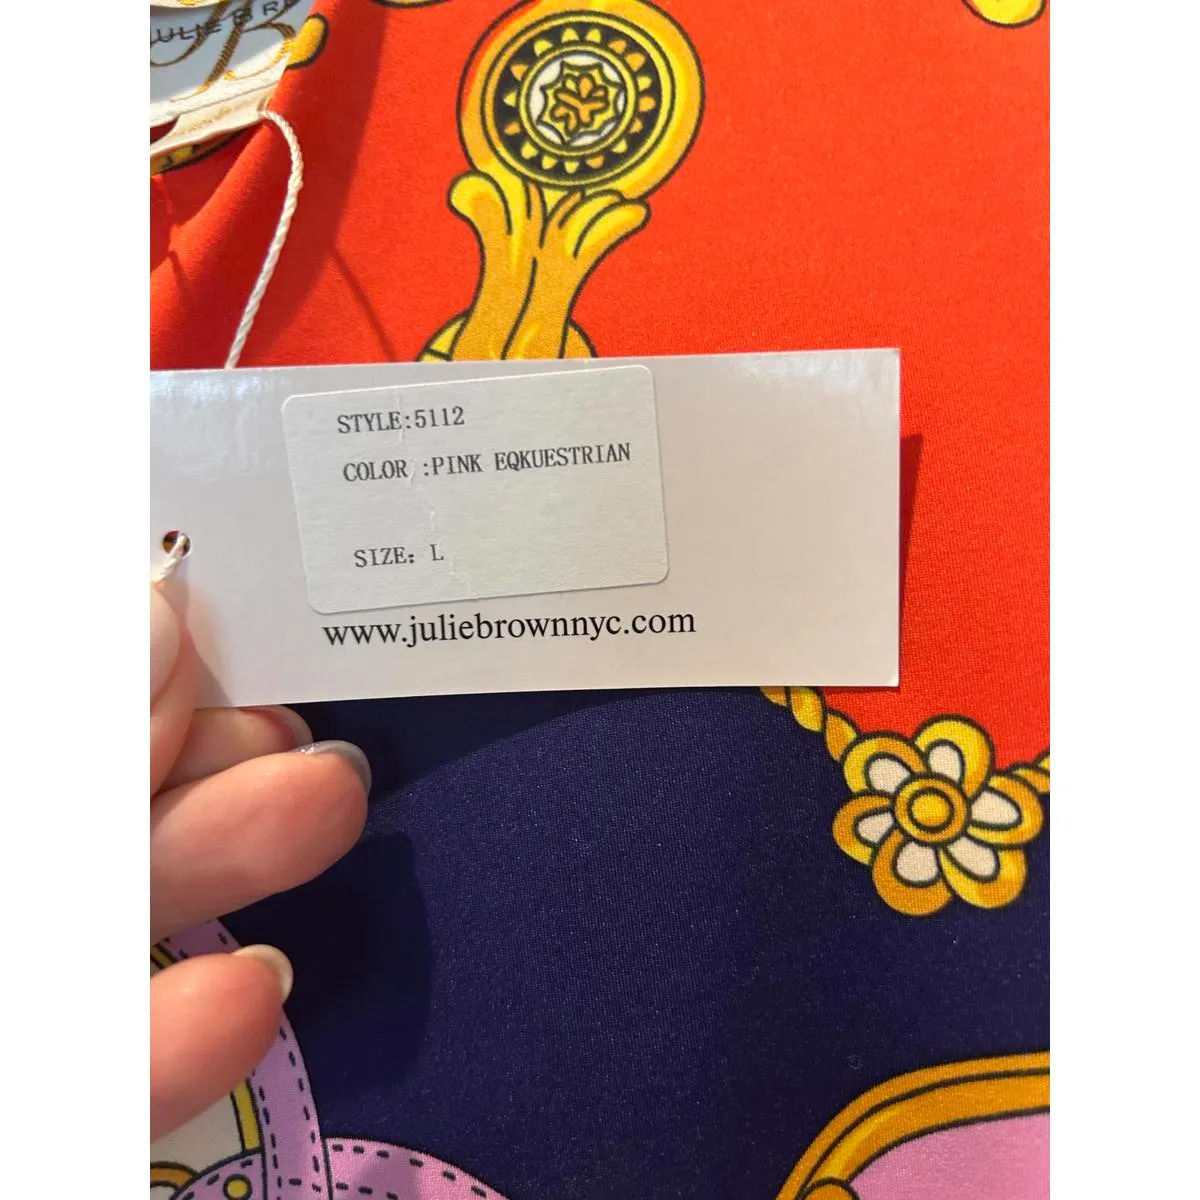 STYLE:5112
COLOR :PINK EQKUESTRIAN
SIZE: L
www.juliebrownnyc.com